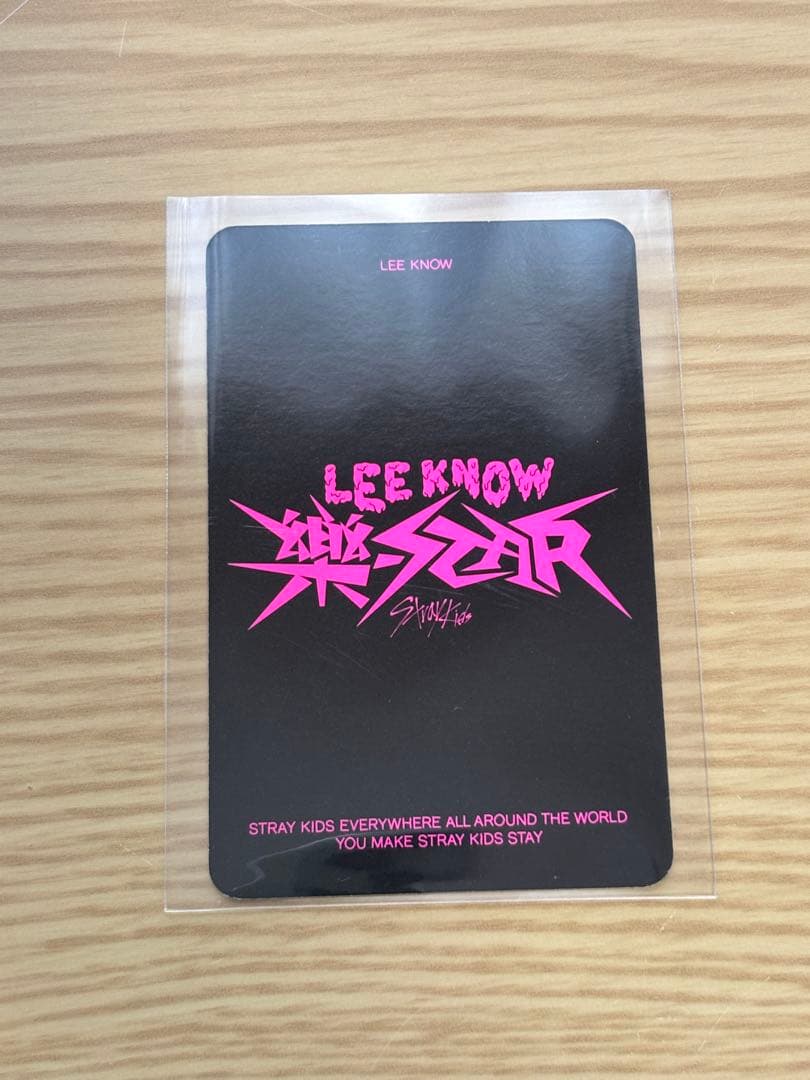 LEE KNOW
LEE KNOW
樂-STAR
Stray Kids
STRAY KIDS EVERYWHERE ALL AROUND THE WORLD
YOU MAKE STRAY KIDS STAY